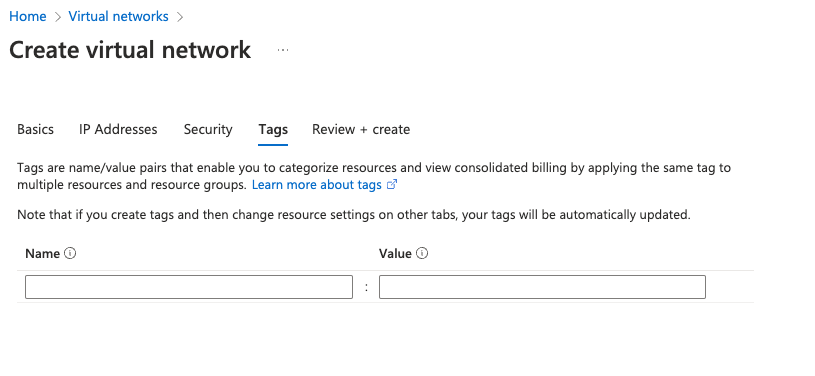 Home > Virtual networks >
Create virtual network ...
Basics IP Addresses Security Tags Review + create
Tags are name/value pairs that enable you to categorize resources and view consolidated billing by applying the same tag to
multiple resources and resource groups. Learn more about tags
Note that if you create tags and then change resource settings on other tabs, your tags will be automatically updated.
Name Value
: